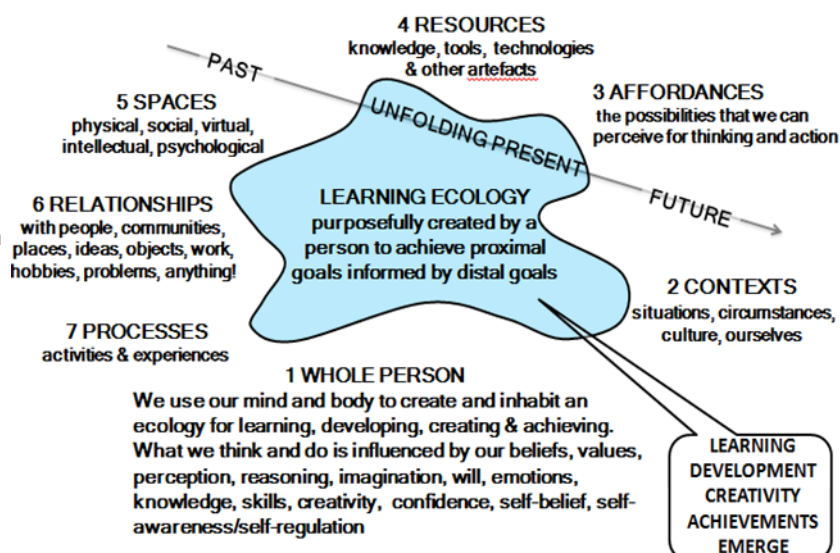 4 RESOURCES
knowledge, tools, technologies
& other artefacts
PAST
UNFOLDING PRESENT
FUTURE
3 AFFORDANCES
the possibilities that we can
perceive for thinking and action
5 SPACES
physical, social, virtual,
intellectual, psychological
LEARNING ECOLOGY
purposefully created by a
person to achieve proximal
goals informed by distal goals
6 RELATIONSHIPS
with people, communities,
places, ideas, objects, work,
hobbies, problems, anything!
2 CONTEXTS
situations, circumstances,
culture, ourselves
7 PROCESSES
activities & experiences
1 WHOLE PERSON
We use our mind and body to create and inhabit an
ecology for learning, developing, creating & achieving.
What we think and do is influenced by our beliefs, values,
perception, reasoning, imagination, will, emotions,
knowledge, skills, creativity, confidence, self-belief, self-
awareness/self-regulation
LEARNING
DEVELOPMENT
CREATIVITY
ACHIEVEMENTS
EMERGE